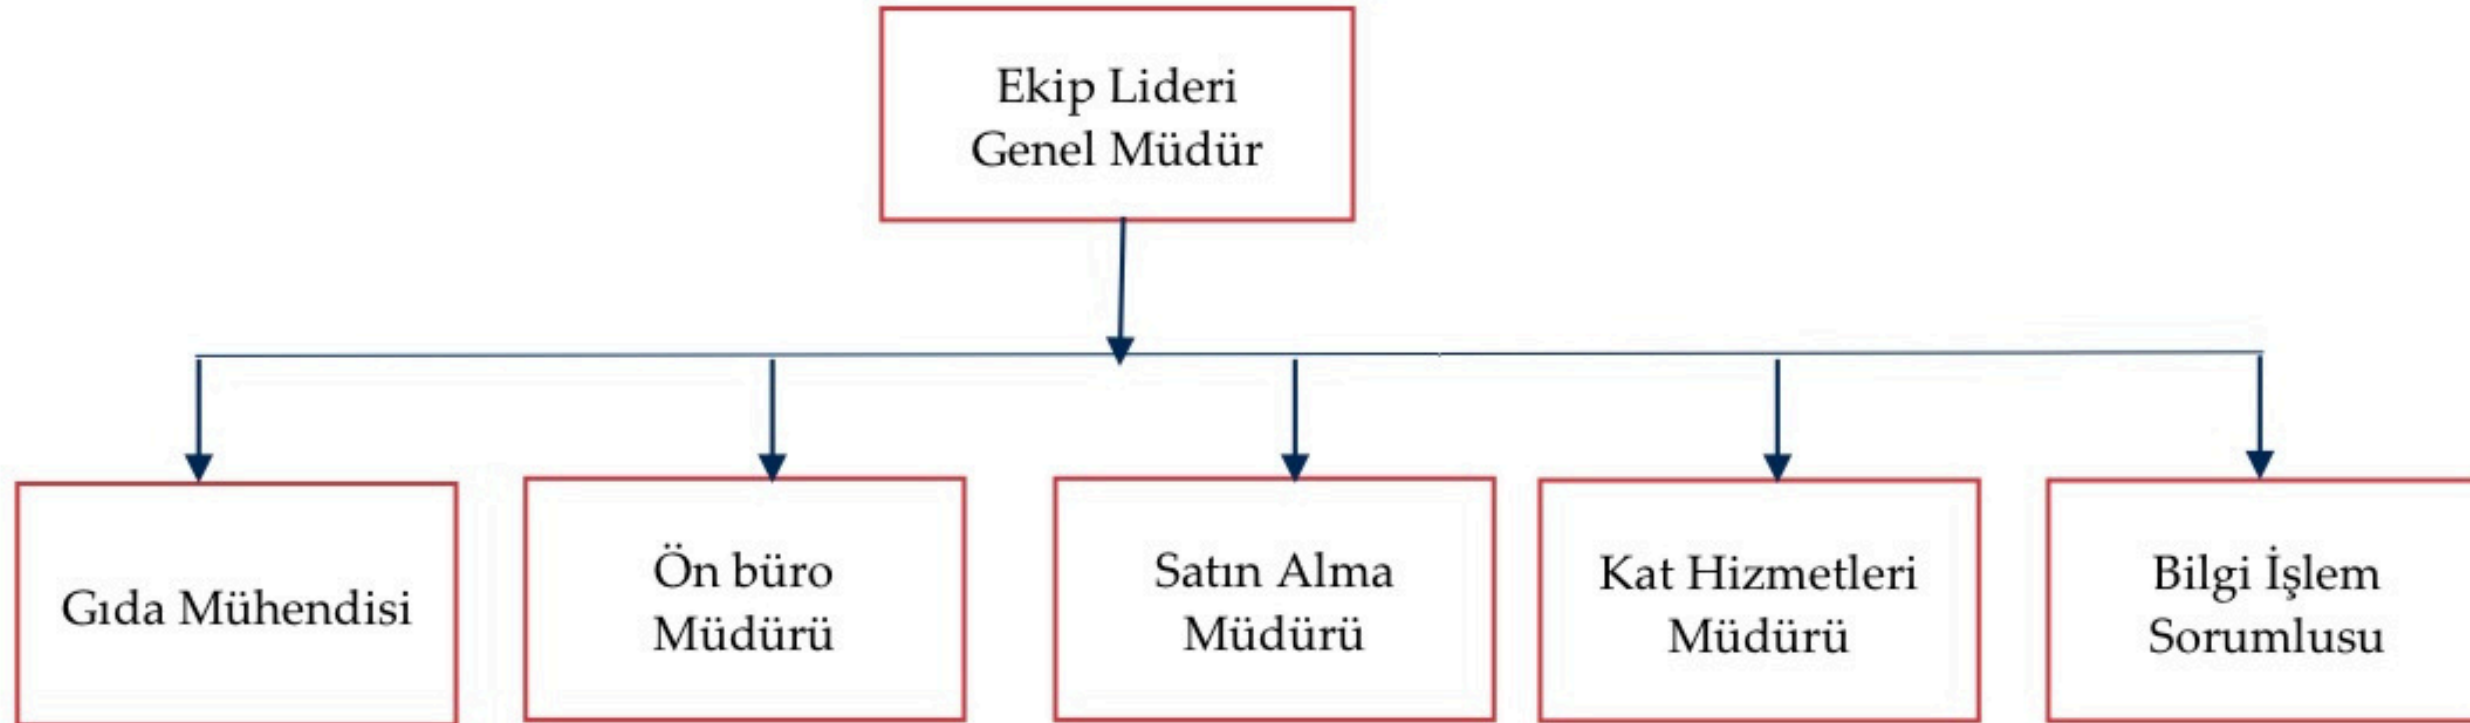 Ekip Lideri
Genel Müdür
Gıda Mühendisi
Ön büro
Müdürü
Satın Alma
Müdürü
Kat Hizmetleri
Müdürü
Bilgi İşlem
Sorumlusu